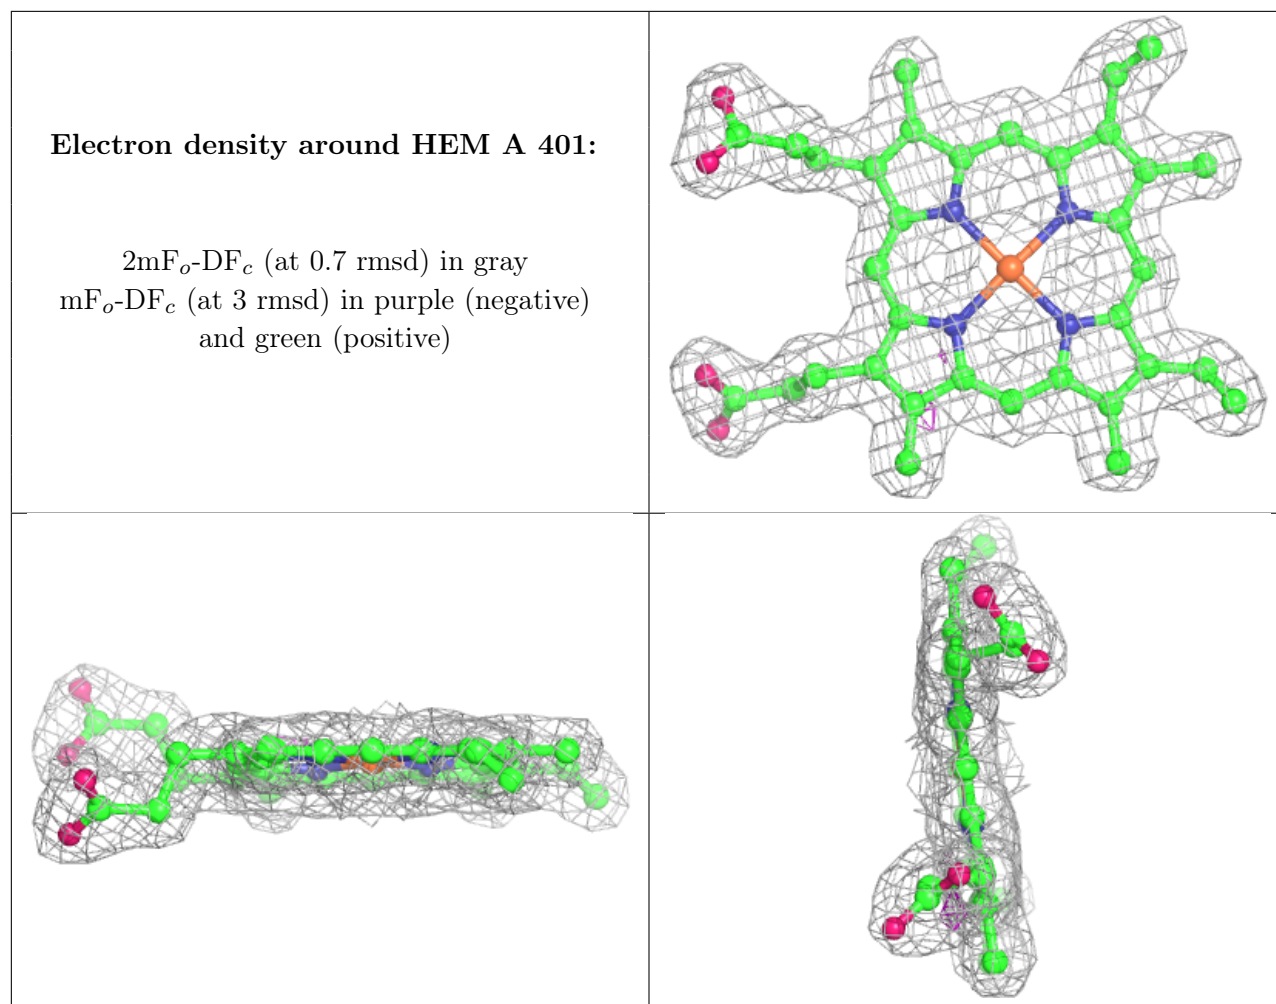 Electron density around HEM A 401:
2mFₒ-DF𝒸 (at 0.7 rmsd) in gray
mFₒ-DF𝒸 (at 3 rmsd) in purple (negative)
and green (positive)